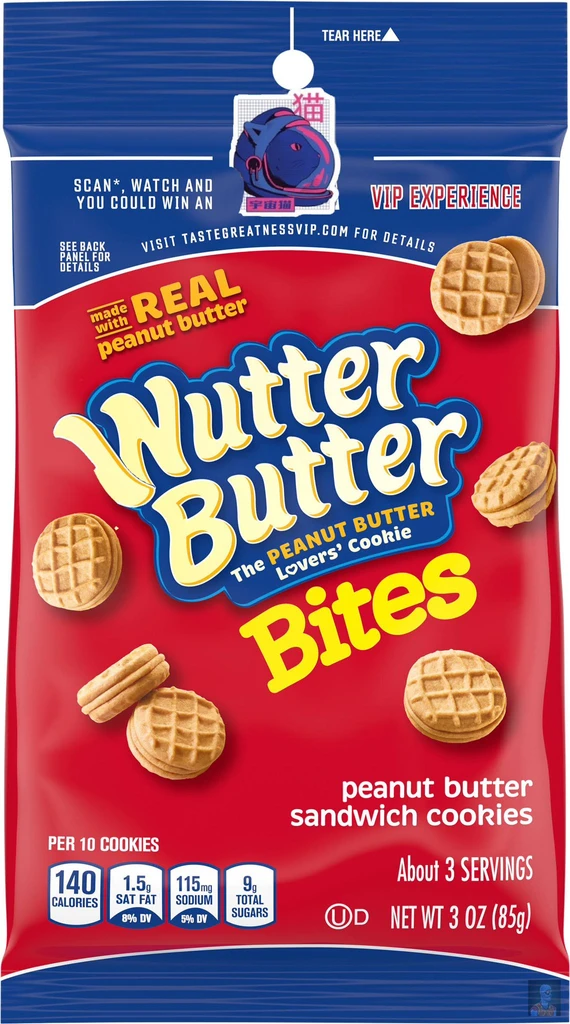 TEAR HERE▲
猫
宇宙猫
SCAN*, WATCH AND
YOU COULD WIN AN
VIP EXPERIENCE
SEE BACK
PANEL FOR
DETAILS
VISIT TASTEGREATNESSVIP.COM FOR DETAILS
made
with REAL
peanut butter
Wutter
Butter
The PEANUT BUTTER
Lovers' Cookie
Bites
peanut butter
sandwich cookies
PER 10 COOKIES
140
CALORIES
1.5g
SAT FAT
8% DV
115mg
SODIUM
5% DV
9g
TOTAL
SUGARS
About 3 SERVINGS
ⓊD NET WT 3 OZ (85g)